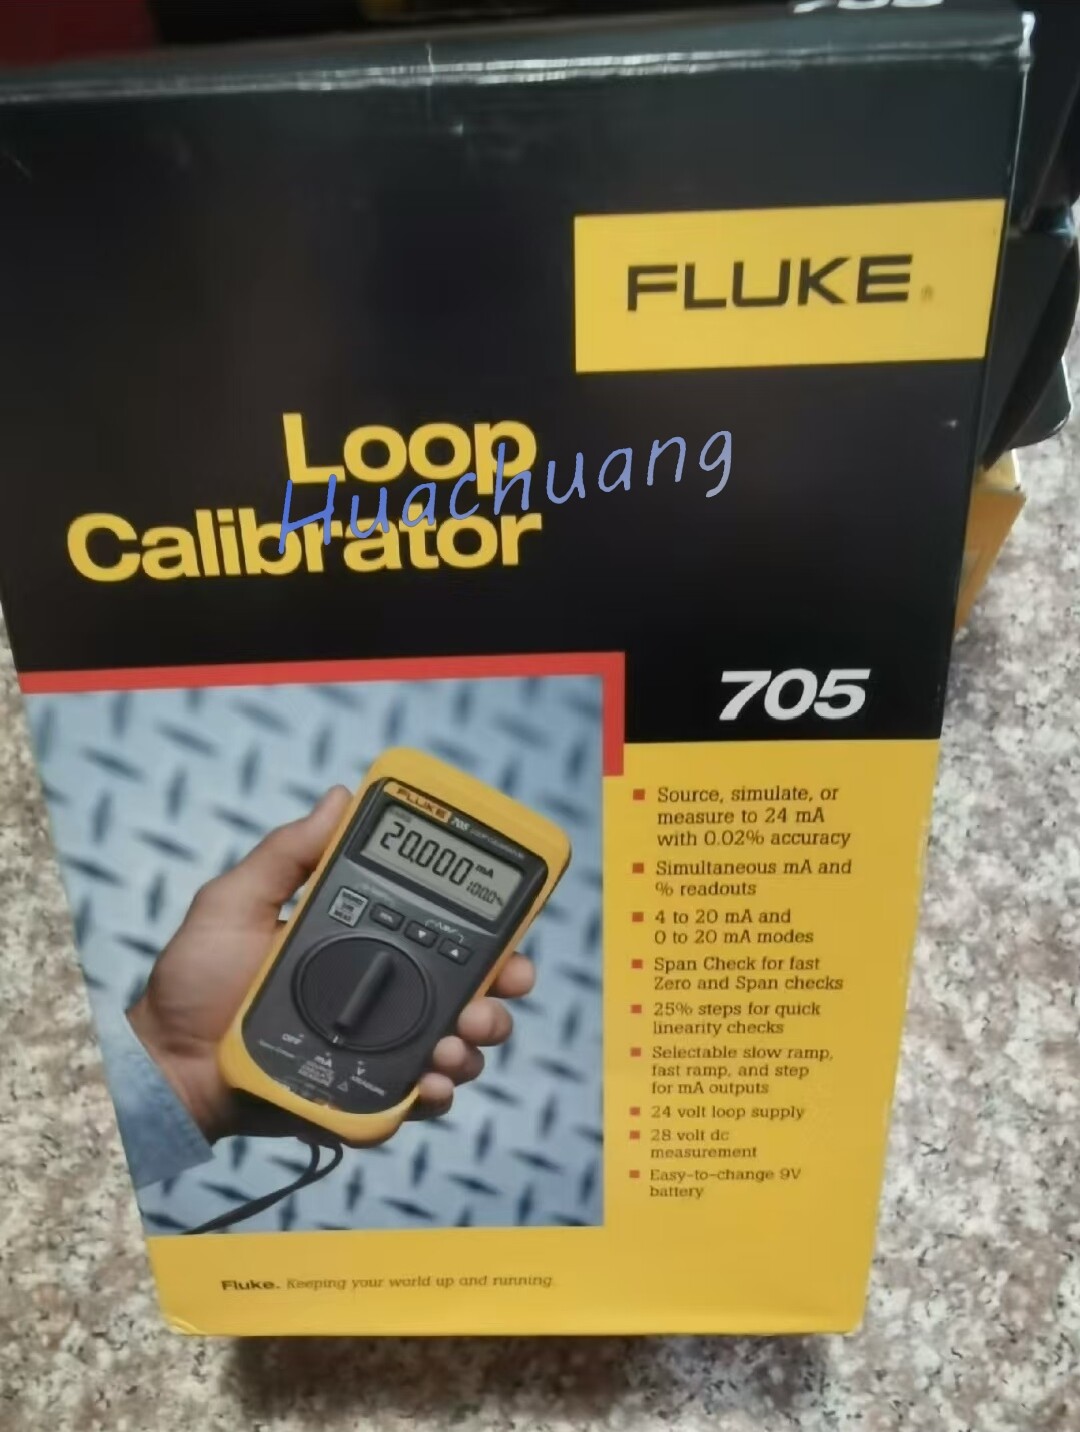 FLUKE®
Loop
Calibrator
Huachuang
705
Source, simulate, or
measure to 24 mA
with 0.02% accuracy
Simultaneous mA and
% readouts
4 to 20 mA and
0 to 20 mA modes
Span Check for fast
Zero and Span checks
25% steps for quick
linearity checks
Selectable slow ramp,
fast ramp, and step
for mA outputs
24 volt loop supply
28 volt dc
measurement
Easy-to-change 9V
battery
FLUKE 705
20.000 mA
100.0%
OFF
mA
V
MEASURE
Fluke. Keeping your world up and running.